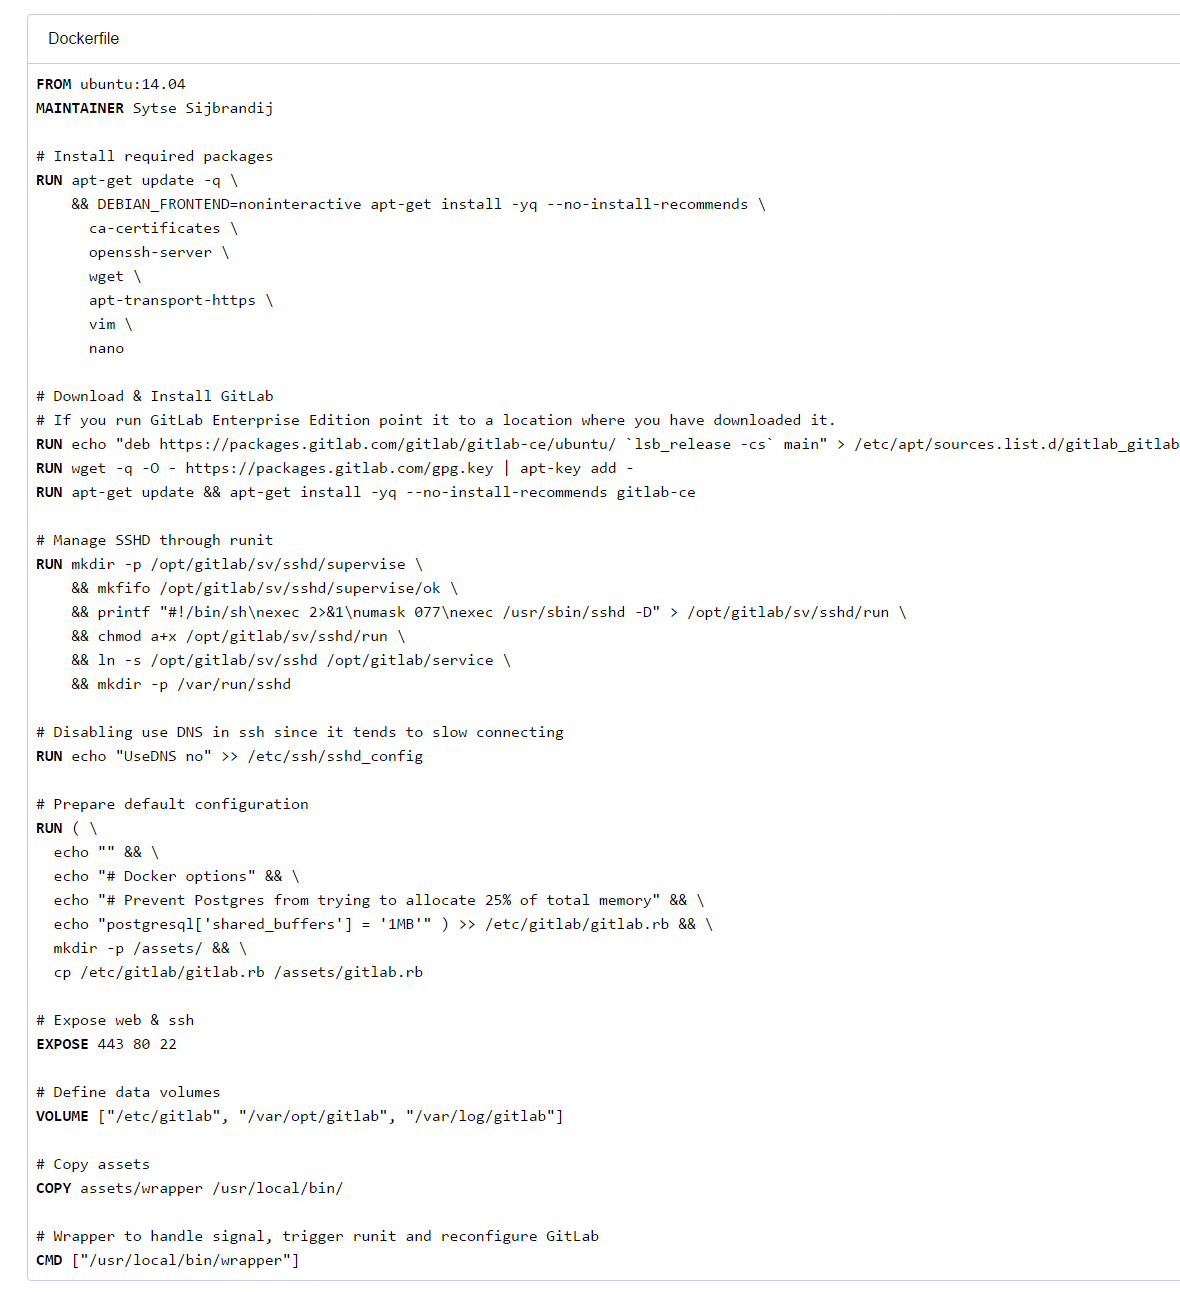 Dockerfile
FROM ubuntu:14.04
MAINTAINER Sytse Sijbrandij

# Install required packages
RUN apt-get update -q \
    && DEBIAN_FRONTEND=noninteractive apt-get install -yq --no-install-recommends \
      ca-certificates \
      openssh-server \
      wget \
      apt-transport-https \
      vim \
      nano

# Download & Install GitLab
# If you run GitLab Enterprise Edition point it to a location where you have downloaded it.
RUN echo "deb https://packages.gitlab.com/gitlab/gitlab-ce/ubuntu/ `lsb_release -cs` main" > /etc/apt/sources.list.d/gitlab_gitlab
RUN wget -q -O - https://packages.gitlab.com/gpg.key | apt-key add -
RUN apt-get update && apt-get install -yq --no-install-recommends gitlab-ce

# Manage SSHD through runit
RUN mkdir -p /opt/gitlab/sv/sshd/supervise \
    && mkfifo /opt/gitlab/sv/sshd/supervise/ok \
    && printf "#!/bin/sh\nexec 2>&1\numask 077\nexec /usr/sbin/sshd -D" > /opt/gitlab/sv/sshd/run \
    && chmod a+x /opt/gitlab/sv/sshd/run \
    && ln -s /opt/gitlab/sv/sshd /opt/gitlab/service \
    && mkdir -p /var/run/sshd

# Disabling use DNS in ssh since it tends to slow connecting
RUN echo "UseDNS no" >> /etc/ssh/sshd_config

# Prepare default configuration
RUN ( \
  echo "" && \
  echo "# Docker options" && \
  echo "# Prevent Postgres from trying to allocate 25% of total memory" && \
  echo "postgresql['shared_buffers'] = '1MB'" ) >> /etc/gitlab/gitlab.rb && \
  mkdir -p /assets/ && \
  cp /etc/gitlab/gitlab.rb /assets/gitlab.rb

# Expose web & ssh
EXPOSE 443 80 22

# Define data volumes
VOLUME ["/etc/gitlab", "/var/opt/gitlab", "/var/log/gitlab"]

# Copy assets
COPY assets/wrapper /usr/local/bin/

# Wrapper to handle signal, trigger runit and reconfigure GitLab
CMD ["/usr/local/bin/wrapper"]